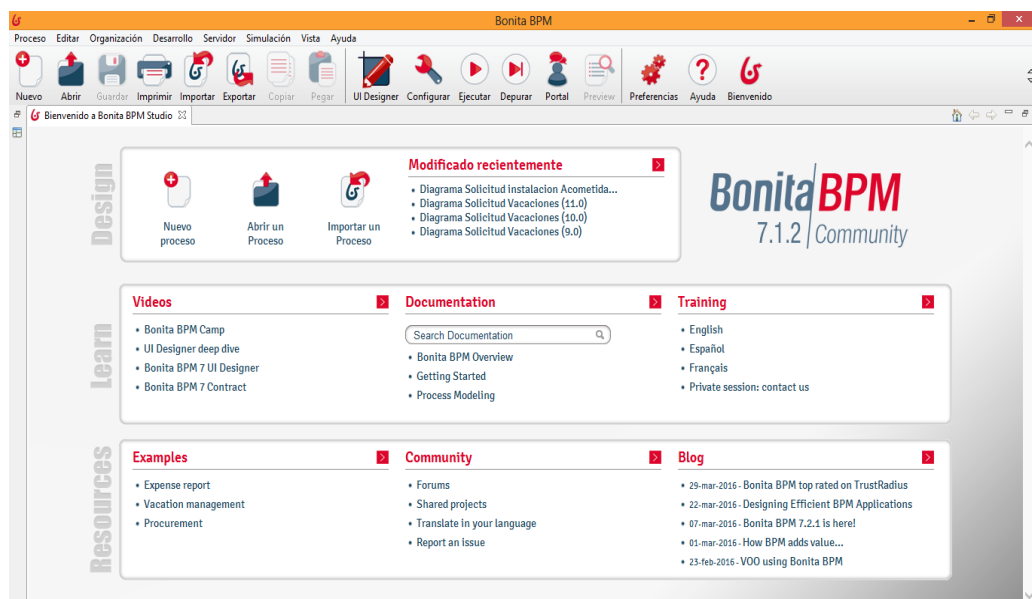 Bonita BPM
Proceso Editar Organización Desarrollo Servidor Simulación Vista Ayuda
Nuevo Abrir Guardar Imprimir Importar Exportar Copiar Pegar UI Designer Configurar Ejecutar Depurar Portal Preview Preferencias Ayuda Bienvenido
Bienvenido a Bonita BPM Studio
Design
Nuevo proceso
Abrir un Proceso
Importar un Proceso
Modificado recientemente
• Diagrama Solicitud instalacion Acometida...
• Diagrama Solicitud Vacaciones (11.0)
• Diagrama Solicitud Vacaciones (10.0)
• Diagrama Solicitud Vacaciones (9.0)
Bonita BPM
7.1.2 Community
Learn
Videos
• Bonita BPM Camp
• UI Designer deep dive
• Bonita BPM 7 UI Designer
• Bonita BPM 7 Contract
Documentation
Search Documentation
• Bonita BPM Overview
• Getting Started
• Process Modeling
Training
• English
• Español
• Français
• Private session: contact us
Resources
Examples
• Expense report
• Vacation management
• Procurement
Community
• Forums
• Shared projects
• Translate in your language
• Report an issue
Blog
• 29-mar-2016 - Bonita BPM top rated on TrustRadius
• 22-mar-2016 - Designing Efficient BPM Applications
• 07-mar-2016 - Bonita BPM 7.2.1 is here!
• 01-mar-2016 - How BPM adds value...
• 23-feb-2016 - VOO using Bonita BPM